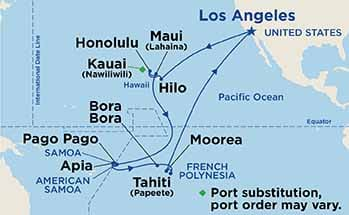 Los Angeles
UNITED STATES
Maui
(Lahaina)
Honolulu
Kauai
(Nawiliwili)
Hawaii
Hilo
International Date Line
Pacific Ocean
Equator
Bora
Bora
Moorea
Pago Pago
SAMOA
Apia
AMERICAN
SAMOA
Tahiti
(Papeete)
FRENCH
POLYNESIA
Port substitution,
port order may vary.